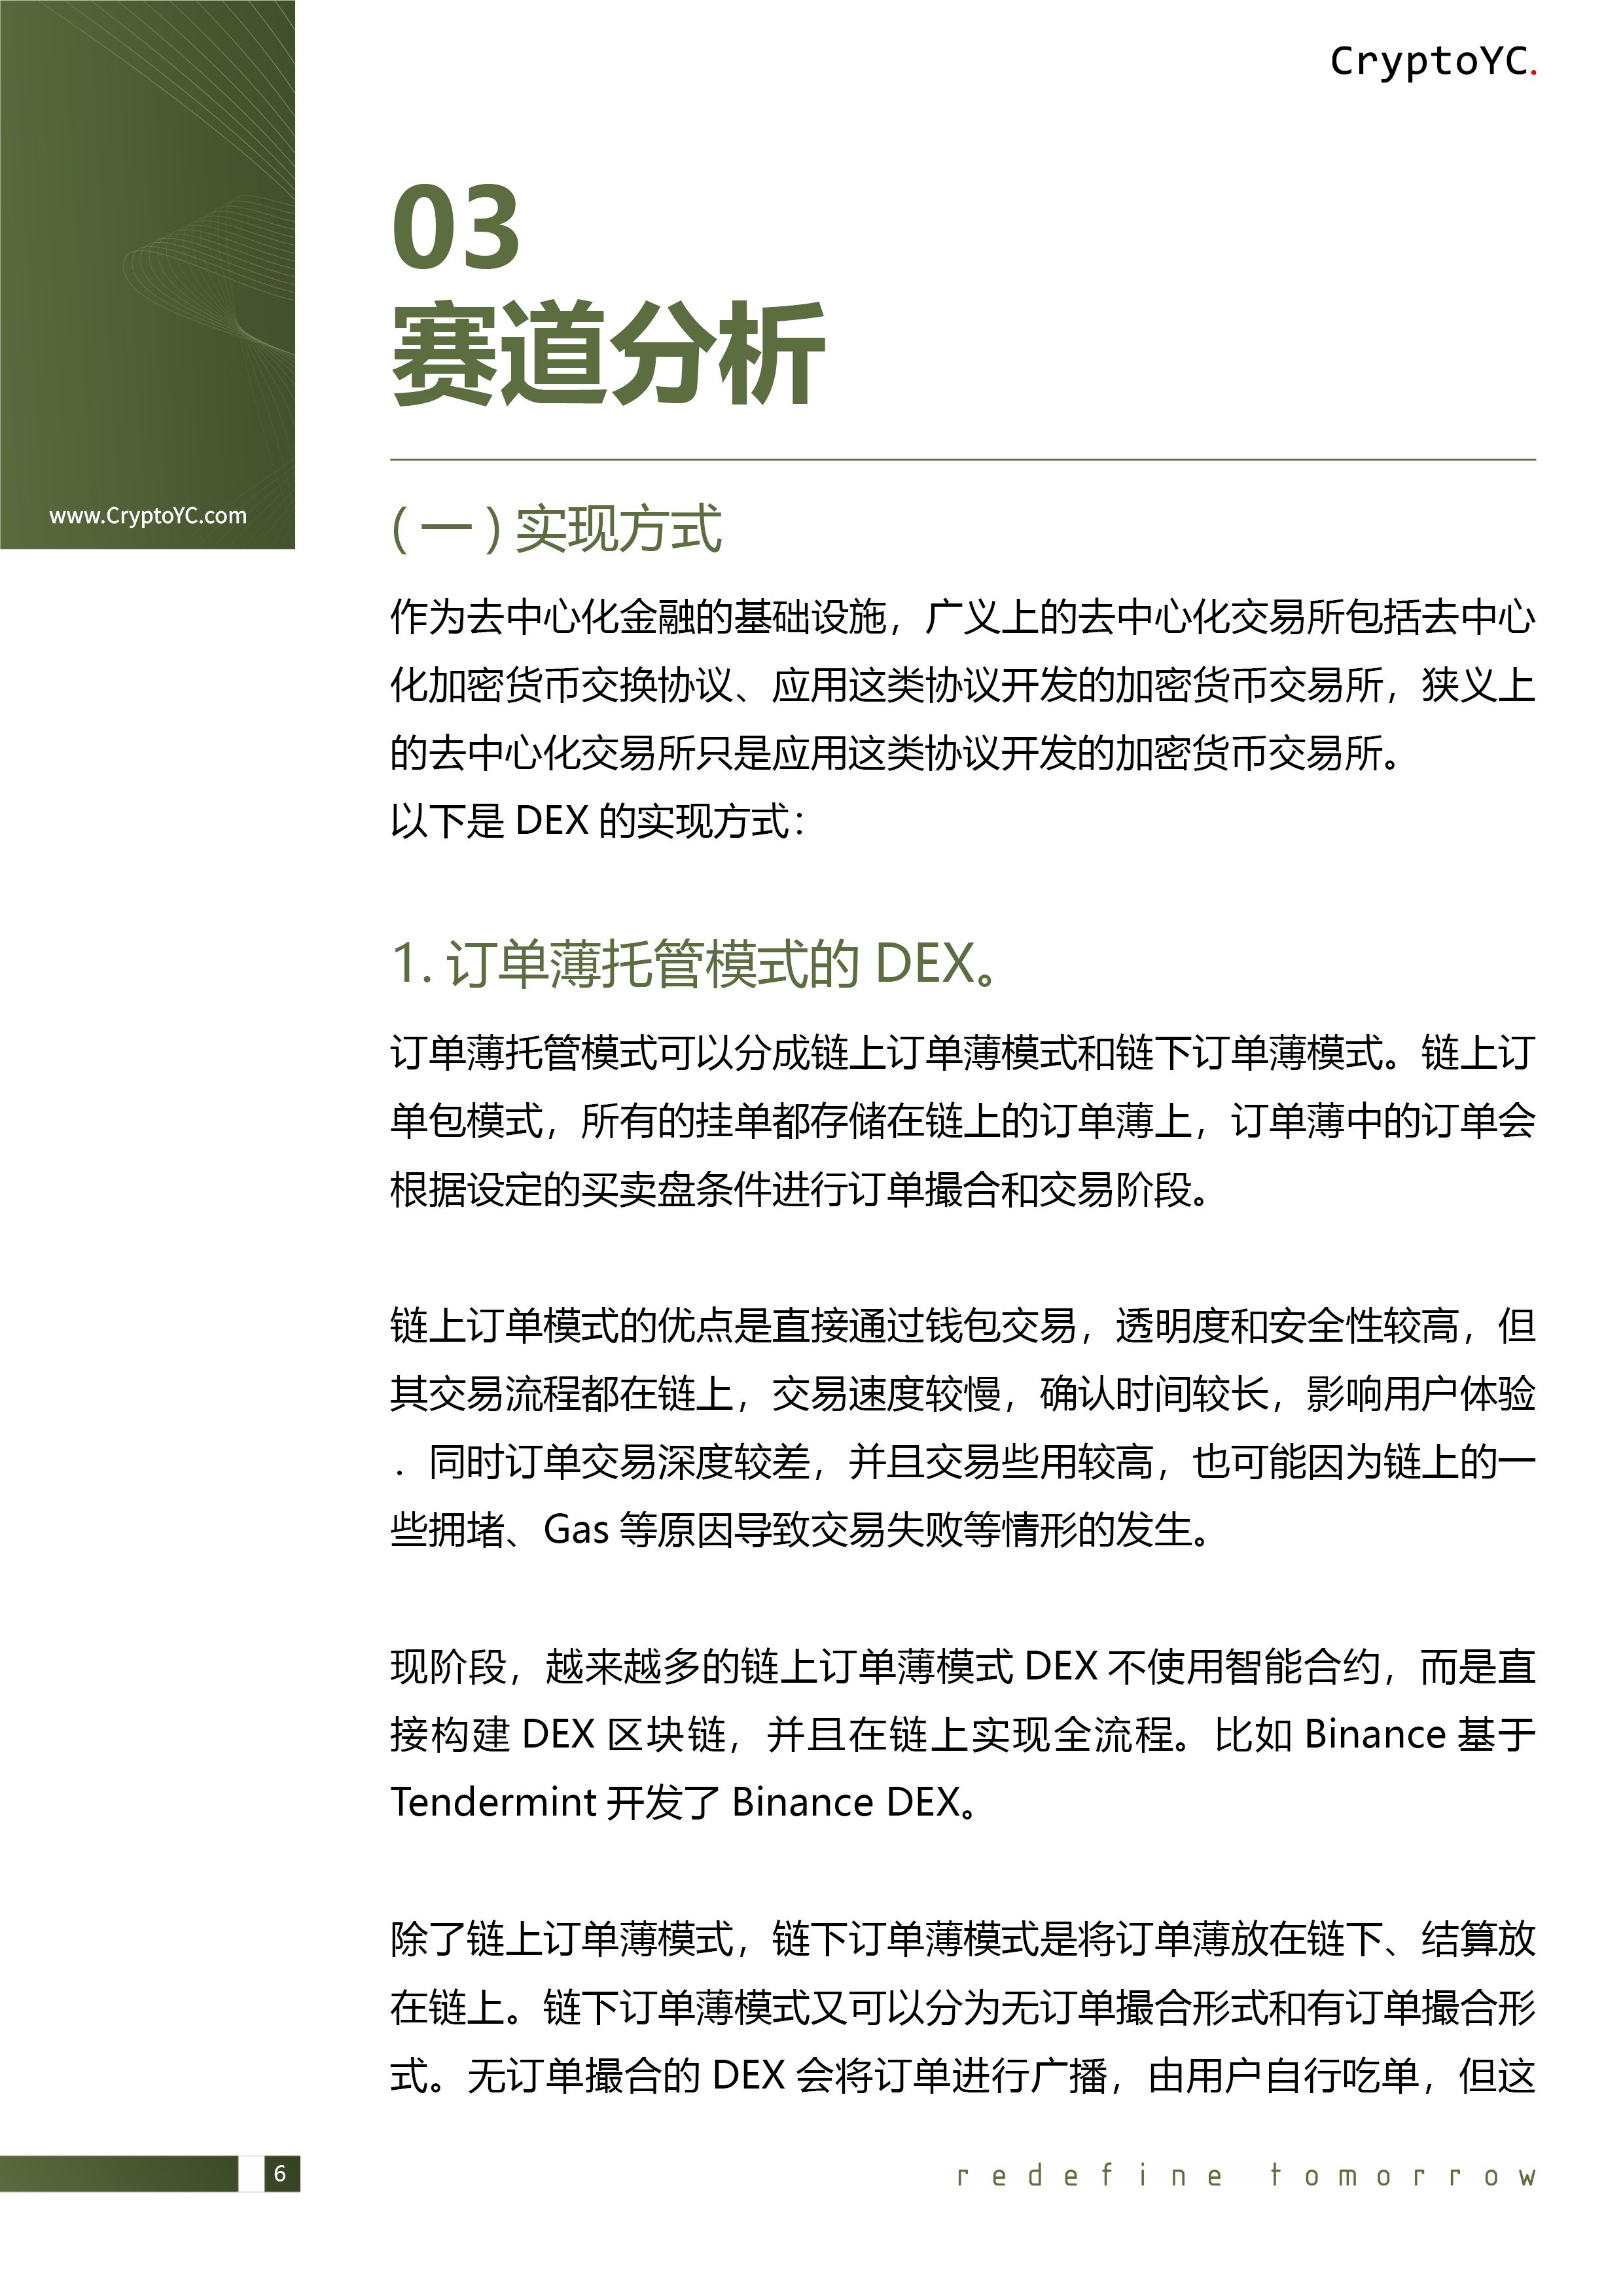 CryptoYC.
03
赛道分析
www.CryptoYC.com
(一)实现方式
作为去中心化金融的基础设施，广义上的去中心化交易所包括去中心
化加密货币交换协议、应用这类协议开发的加密货币交易所，狭义上
的去中心化交易所只是应用这类协议开发的加密货币交易所。
以下是 DEX 的实现方式：
1. 订单薄托管模式的 DEX。
订单薄托管模式可以分成链上订单薄模式和链下订单薄模式。链上订
单包模式，所有的挂单都存储在链上的订单薄上，订单薄中的订单会
根据设定的买卖盘条件进行订单撮合和交易阶段。
链上订单模式的优点是直接通过钱包交易，透明度和安全性较高，但
其交易流程都在链上，交易速度较慢，确认时间较长，影响用户体验
．同时订单交易深度较差，并且交易些用较高，也可能因为链上的一
些拥堵、Gas 等原因导致交易失败等情形的发生。
现阶段，越来越多的链上订单薄模式 DEX 不使用智能合约，而是直
接构建 DEX 区块链，并且在链上实现全流程。比如 Binance 基于
Tendermint 开发了 Binance DEX。
除了链上订单薄模式，链下订单薄模式是将订单薄放在链下、结算放
在链上。链下订单薄模式又可以分为无订单撮合形式和有订单撮合形
式。无订单撮合的 DEX 会将订单进行广播，由用户自行吃单，但这
6
redefine tomorrow